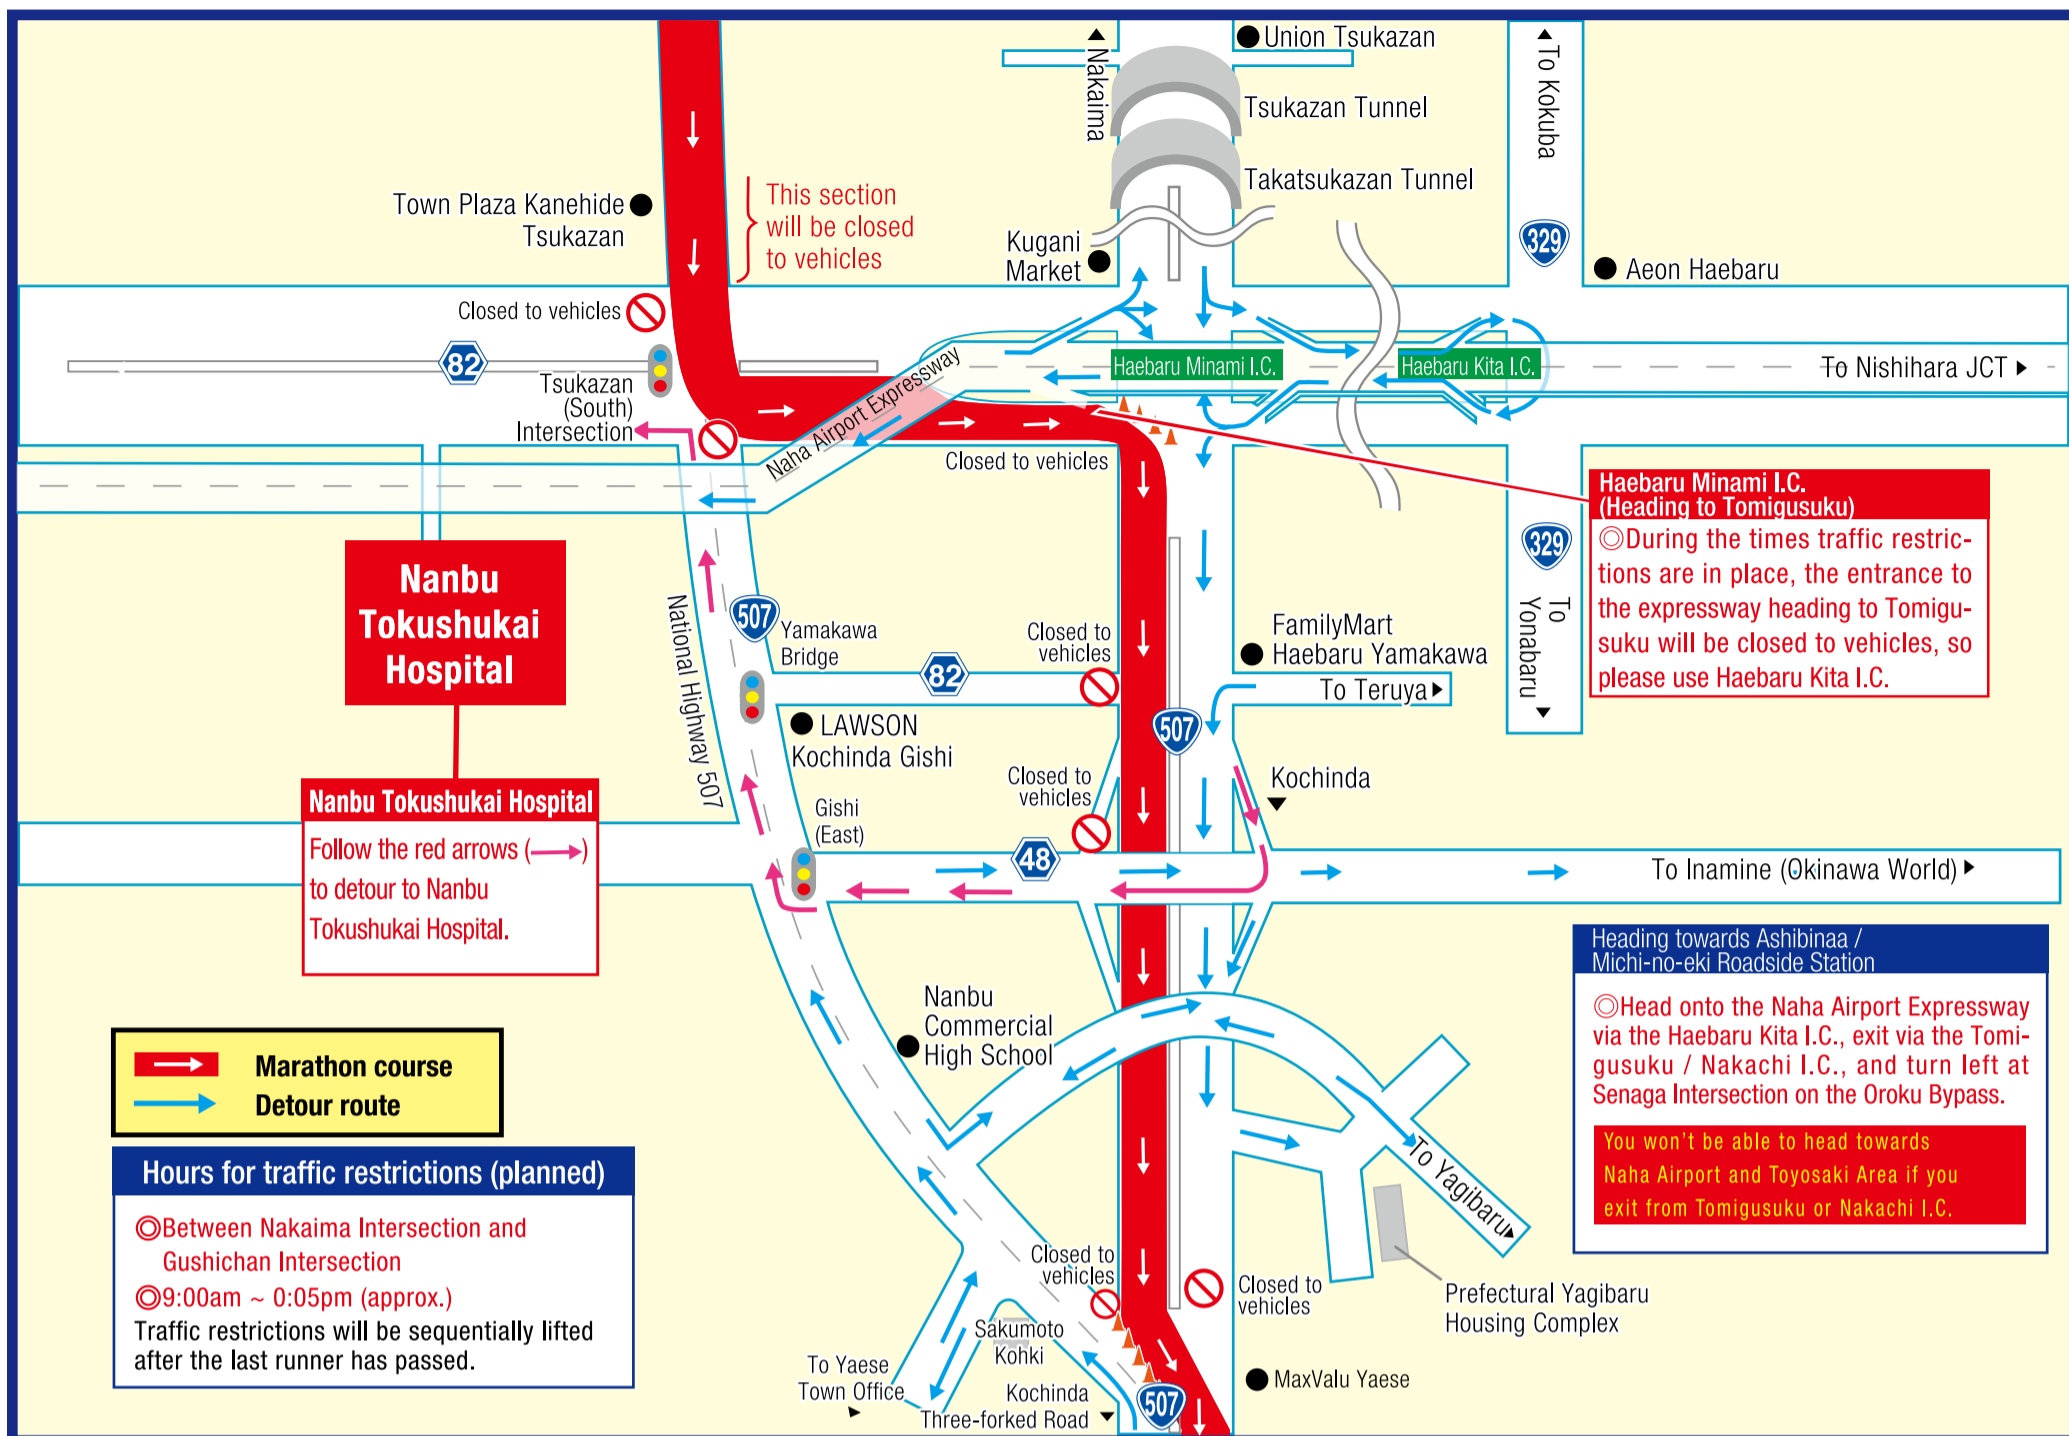 Union Tsukazan
Nakaima
To Kokuba
Tsukazan Tunnel
Takatsukazan Tunnel
Town Plaza Kanehide
Tsukazan
This section
will be closed
to vehicles
Kugani
Market
329
Aeon Haebaru
Closed to vehicles
82
Tsukazan
(South)
Intersection
Naha Airport Expressway
Haebaru Minami I.C.
Haebaru Kita I.C.
To Nishihara JCT
Closed to vehicles
Haebaru Minami I.C.
(Heading to Tomigusuku)
◎During the times traffic restric-
tions are in place, the entrance to
the expressway heading to Tomigu-
suku will be closed to vehicles, so
please use Haebaru Kita I.C.
329
To
Yonabaru
Nanbu
Tokushukai
Hospital
National Highway 507
507
Yamakawa
Bridge
82
Closed to
vehicles
FamilyMart
Haebaru Yamakawa
To Teruya
507
LAWSON
Kochinda Gishi
Closed to
vehicles
Kochinda
Nanbu Tokushukai Hospital
Follow the red arrows (→)
to detour to Nanbu
Tokushukai Hospital.
Gishi
(East)
48
To Inamine (Okinawa World)
Heading towards Ashibinaa /
Michi-no-eki Roadside Station
◎Head onto the Naha Airport Expressway
via the Haebaru Kita I.C., exit via the Tomi-
gusuku / Nakachi I.C., and turn left at
Senaga Intersection on the Oroku Bypass.
You won't be able to head towards
Naha Airport and Toyosaki Area if you
exit from Tomigusuku or Nakachi I.C.
Nanbu
Commercial
High School
Marathon course
Detour route
Hours for traffic restrictions (planned)
◎Between Nakaima Intersection and
Gushichan Intersection
◎9:00am ~ 0:05pm (approx.)
Traffic restrictions will be sequentially lifted
after the last runner has passed.
To Yagibaru
Closed to
vehicles
Closed to
vehicles
Prefectural Yagibaru
Housing Complex
Sakumoto
Kohki
To Yaese
Town Office
Kochinda
Three-forked Road
507
MaxValu Yaese